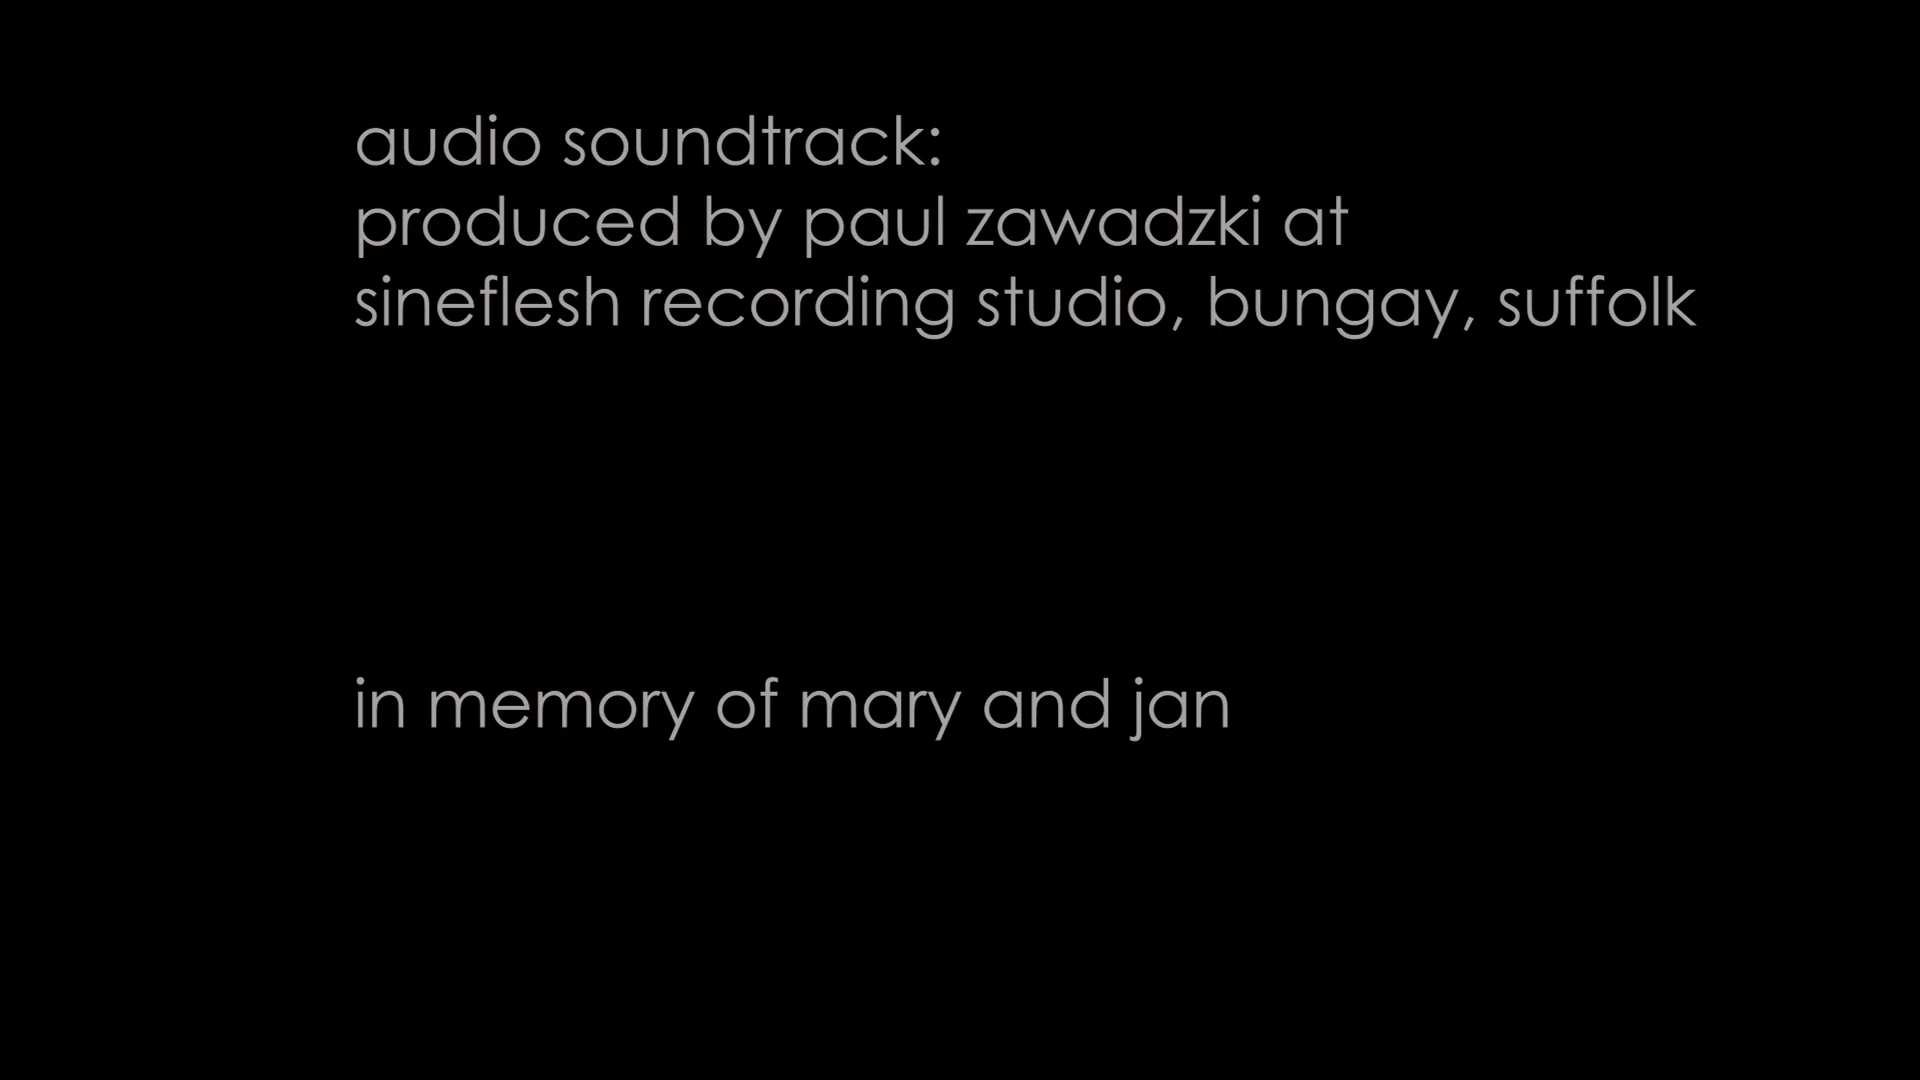 audio soundtrack:
produced by paul zawadzki at
sineflesh recording studio, bungay, suffolk
in memory of mary and jan